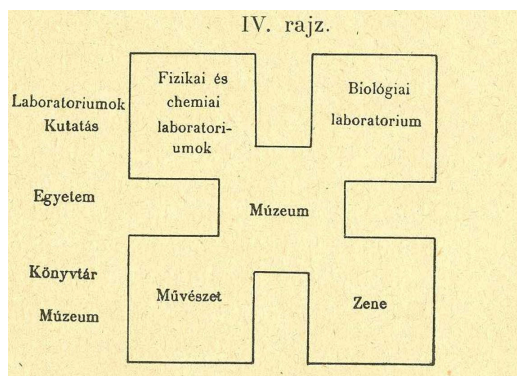 IV. rajz.
Laboratoriumok
Kutatás
Fizikai és
chemiai
laboratori-
umok
Biológiai
laboratorium
Egyetem
Múzeum
Könyvtár
Múzeum
Művészet
Zene